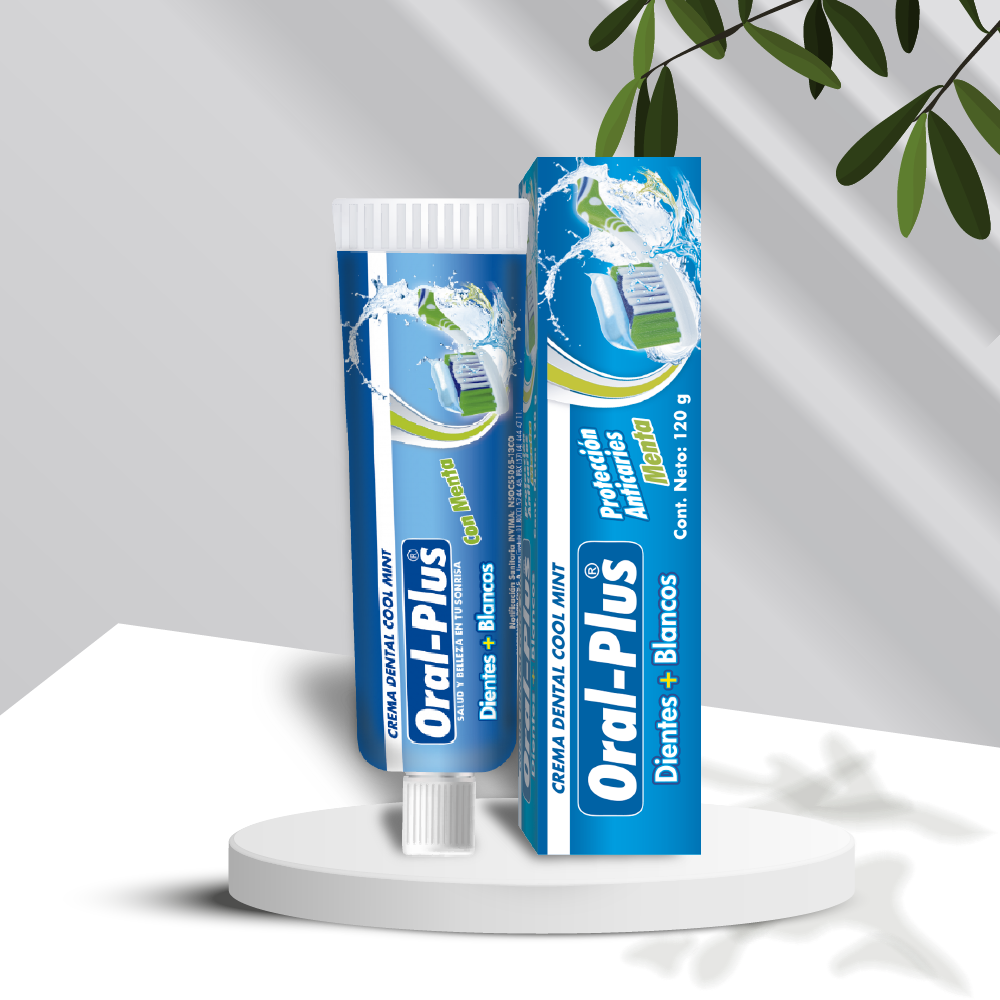 CREMA DENTAL COOL MINT
Oral-Plus®
SALUD Y BELLEZA EN TU SONRISA
Dientes + Blancos
Con Menta
CREMA DENTAL COOL MINT
Oral-Plus®
Dientes + Blancos
Protección
Anticaries
Menta
Cont. Neto: 120 g